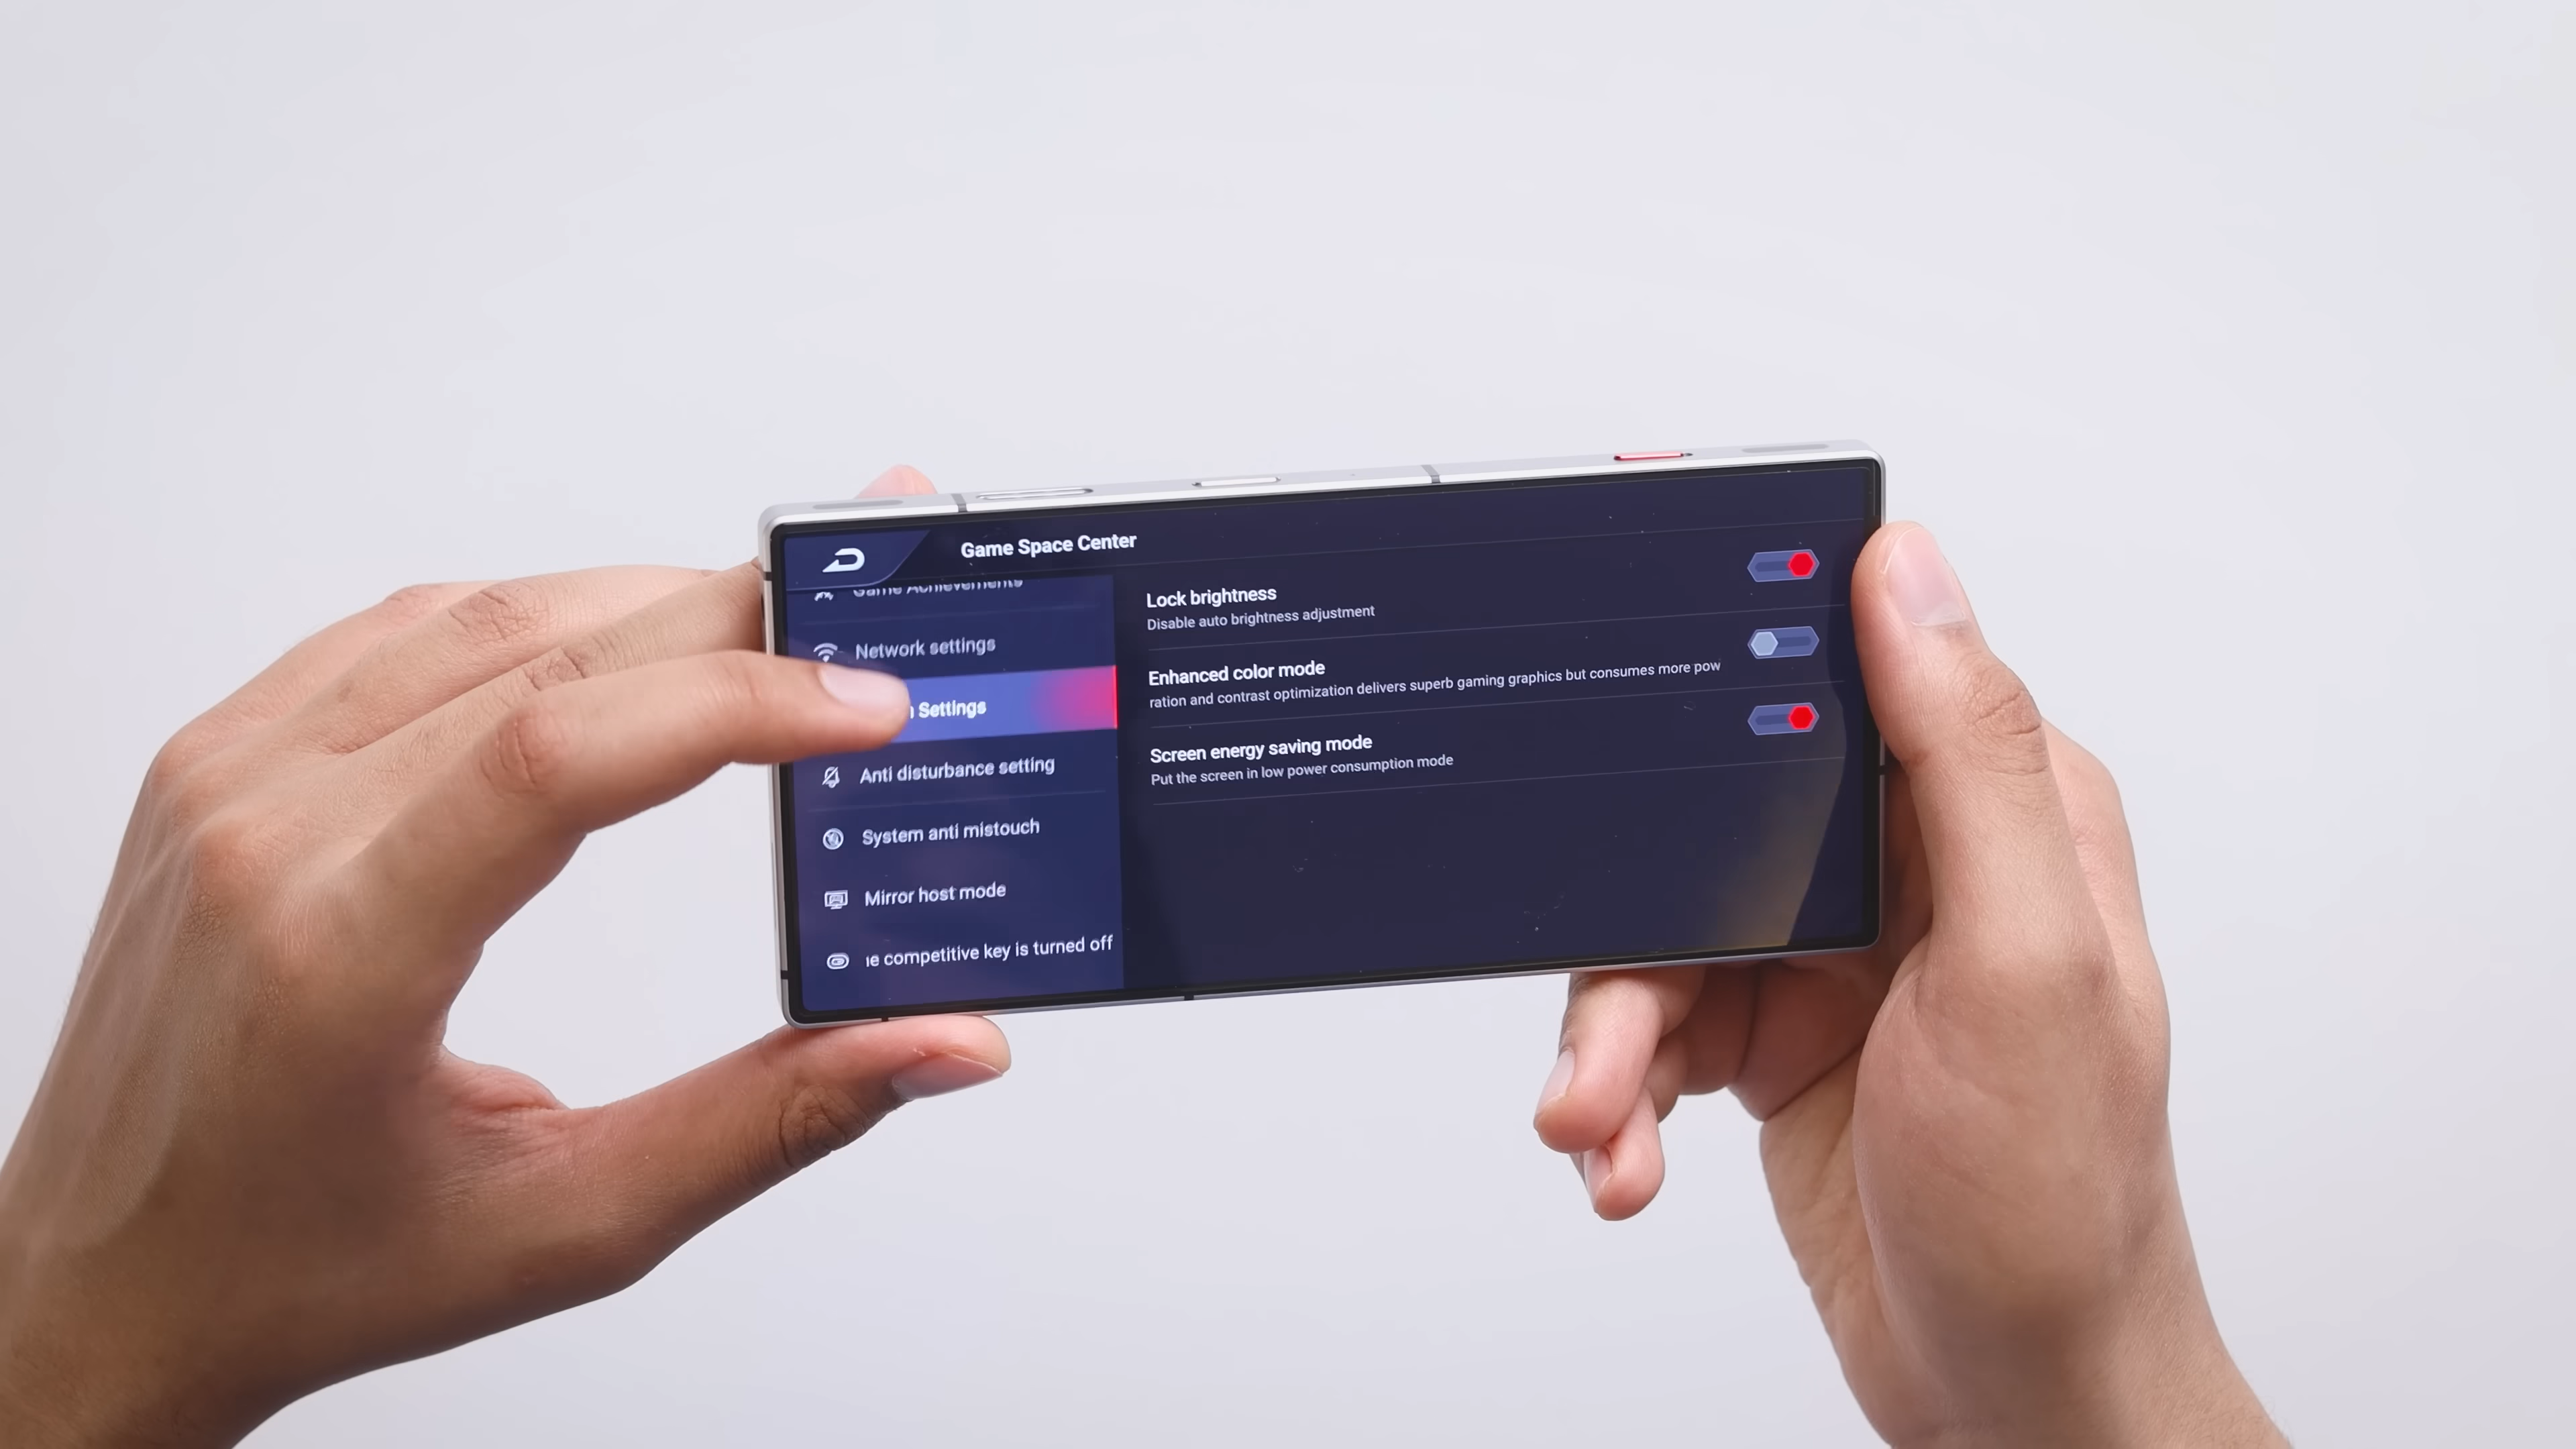 Game Space Center
Game Achievements
Network settings
Settings
Anti disturbance setting
System anti mistouch
Mirror host mode
competitive key is turned off
Lock brightness
Disable auto brightness adjustment
Enhanced color mode
ration and contrast optimization delivers superb gaming graphics but consumes more pow
Screen energy saving mode
Put the screen in low power consumption mode